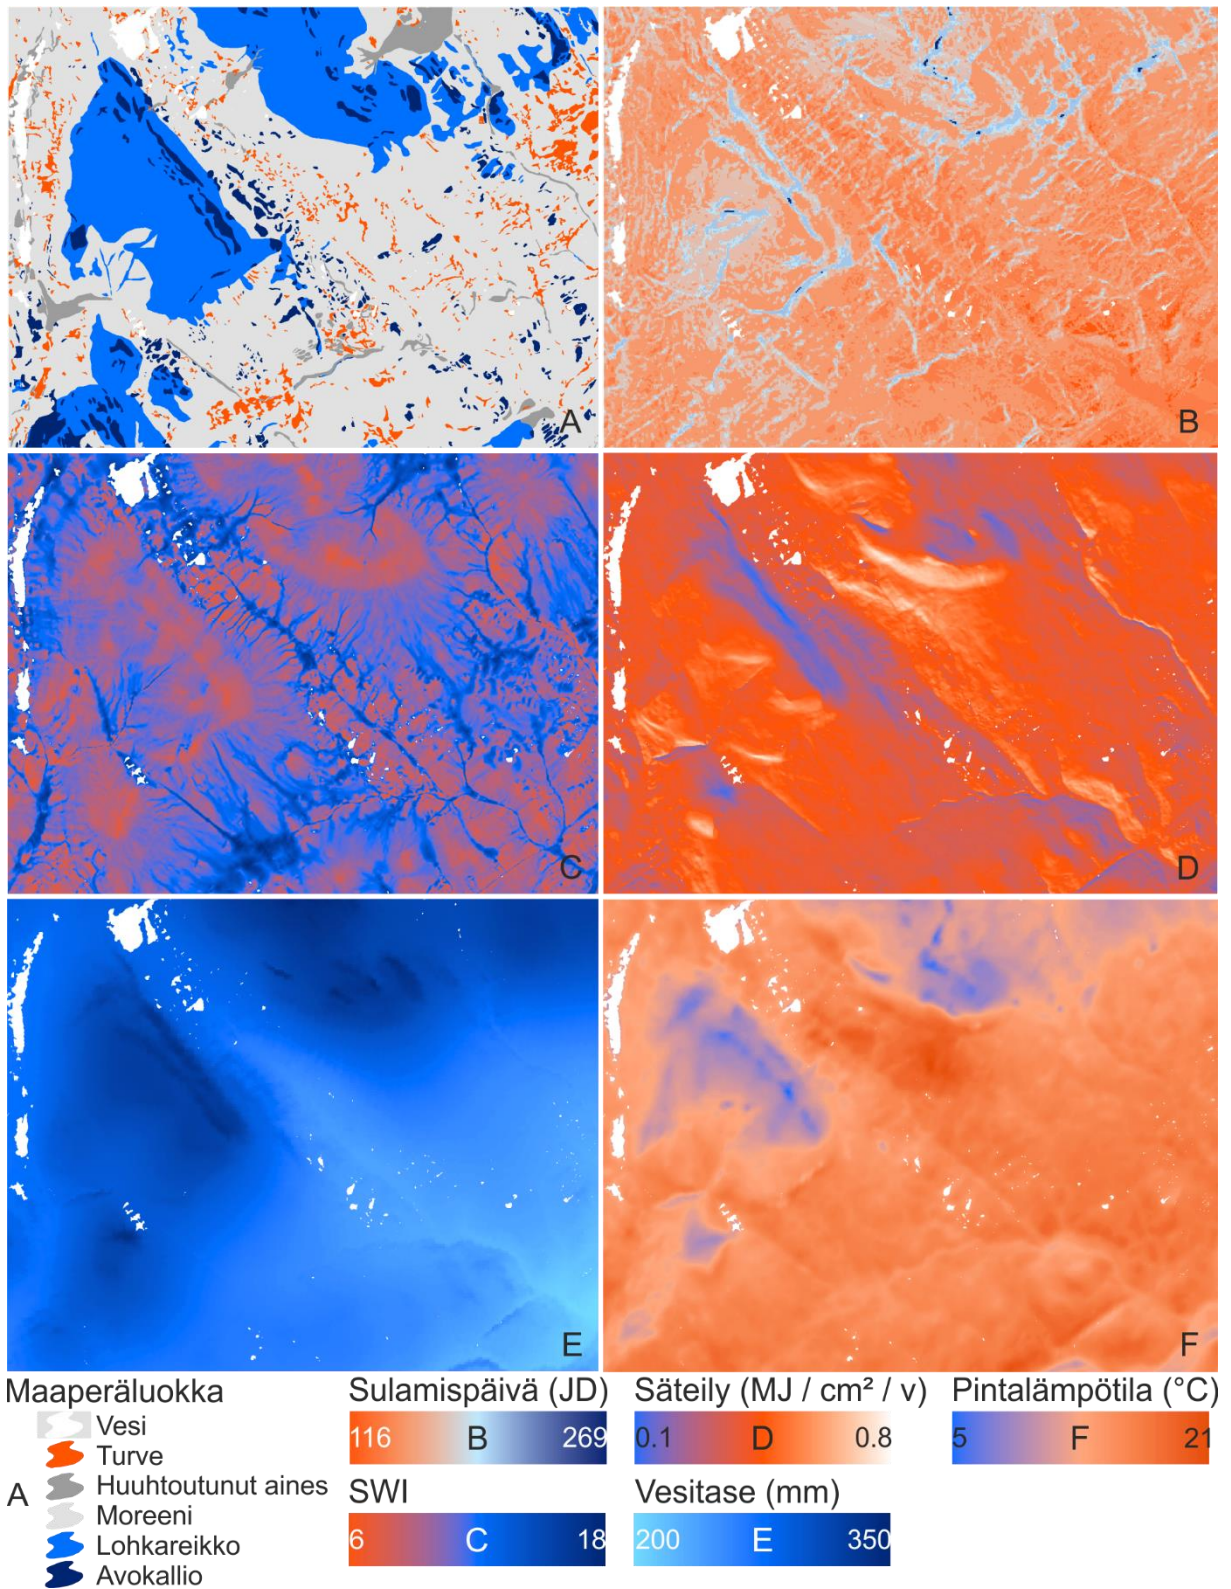 A
B
C
D
E
F
Maaperäluokka
Vesi
Turve
Huuhtoutunut aines
A
Moreeni
Lohkareikko
Avokallio
Sulamispäivä (JD)
116 B 269
SWI
6 C 18
Säteily (MJ / cm² / v)
0.1 D 0.8
Vesitase (mm)
200 E 350
Pintalämpötila (°C)
5 F 21